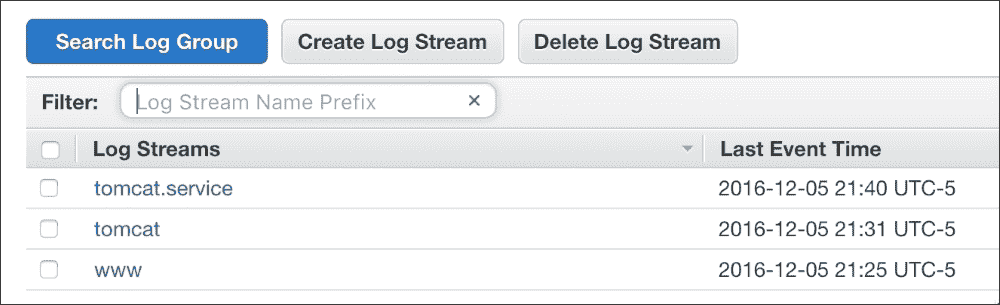 Search Log Group Create Log Stream Delete Log Stream
Filter: Log Stream Name Prefix ×
Log Streams Last Event Time
tomcat.service 2016-12-05 21:40 UTC-5
tomcat 2016-12-05 21:31 UTC-5
www 2016-12-05 21:25 UTC-5